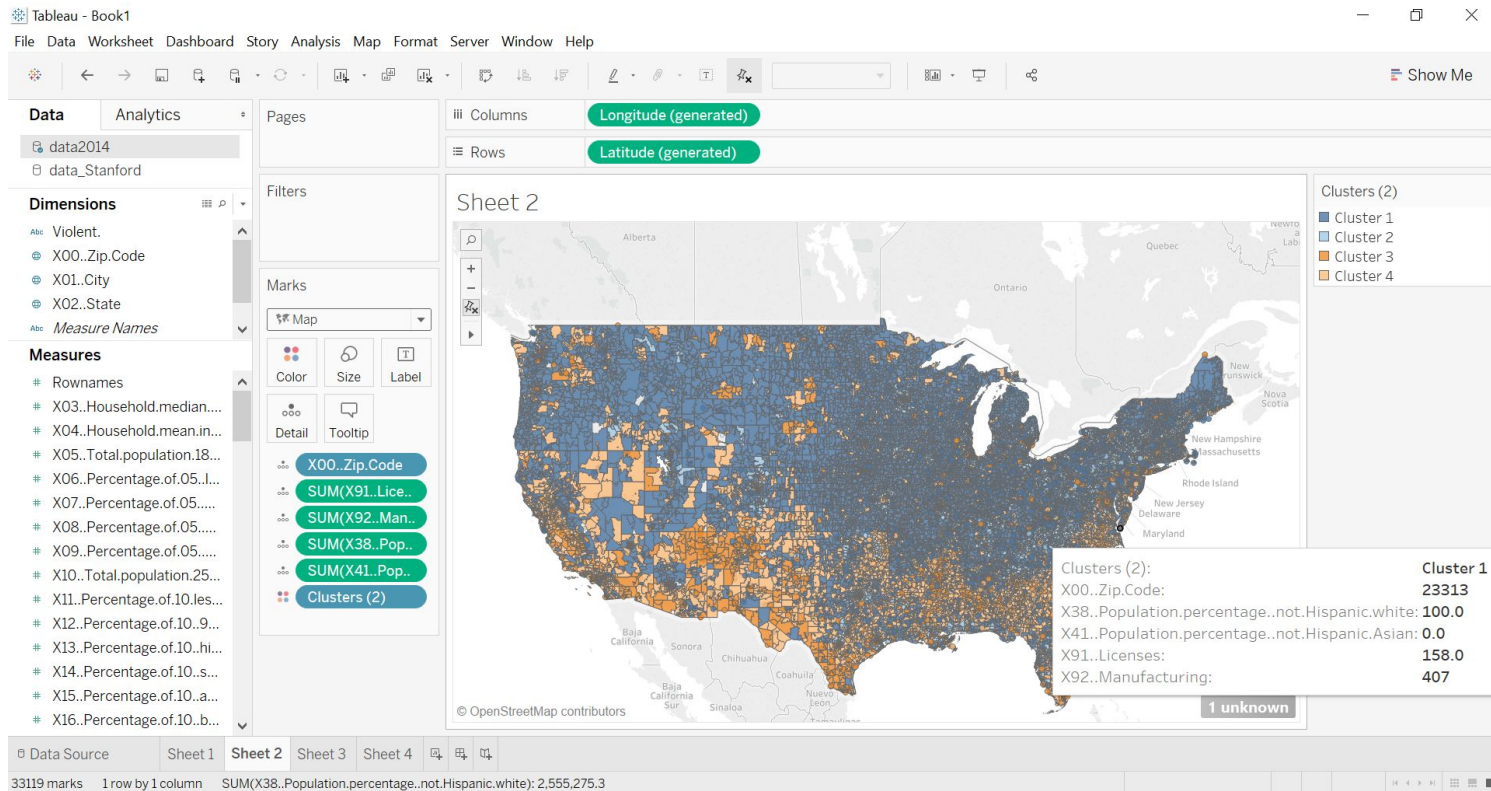 Tableau - Book1
File Data Worksheet Dashboard Story Analysis Map Format Server Window Help
Show Me
Data Analytics
data2014
data_Stanford
Dimensions
Abc Violent.
X00..Zip.Code
X01..City
X02..State
Abc Measure Names
Measures
# Rownames
# X03..Household.median....
# X04..Household.mean.in...
# X05..Total.population.18...
# X06..Percentage.of.05..l...
# X07..Percentage.of.05.....
# X08..Percentage.of.05.....
# X09..Percentage.of.05.....
# X10..Total.population.25...
# X11..Percentage.of.10.les...
# X12..Percentage.of.10..9...
# X13..Percentage.of.10..hi...
# X14..Percentage.of.10..s...
# X15..Percentage.of.10..a...
# X16..Percentage.of.10..b...
Pages
Filters
Marks
Map
Color Size T Label
Detail Tooltip
X00..Zip.Code
SUM(X91..Lice..
SUM(X92..Man..
SUM(X38..Pop..
SUM(X41..Pop..
Clusters (2)
Columns Longitude (generated)
Rows Latitude (generated)
Sheet 2
Alberta
Ontario
Quebec
New
Nova
Scotia
New Hampshire
Massachusetts
Rhode Island
New Jersey
Delaware
Maryland
Baja
California
Sonora
Chihuahua
Coahuila
Baja
California
Sur
Sinaloa
Nuevo
Leon
© OpenStreetMap contributors
1 unknown
Clusters (2): Cluster 1
X00..Zip.Code: 23313
X38..Population.percentage..not.Hispanic.white: 100.0
X41..Population.percentage..not.Hispanic.Asian: 0.0
X91..Licenses: 158.0
X92..Manufacturing: 407
Clusters (2)
Cluster 1
Cluster 2
Cluster 3
Cluster 4
Data Source Sheet 1 Sheet 2 Sheet 3 Sheet 4
33119 marks 1 row by 1 column SUM(X38..Population.percentage..not.Hispanic.white): 2,555,275.3